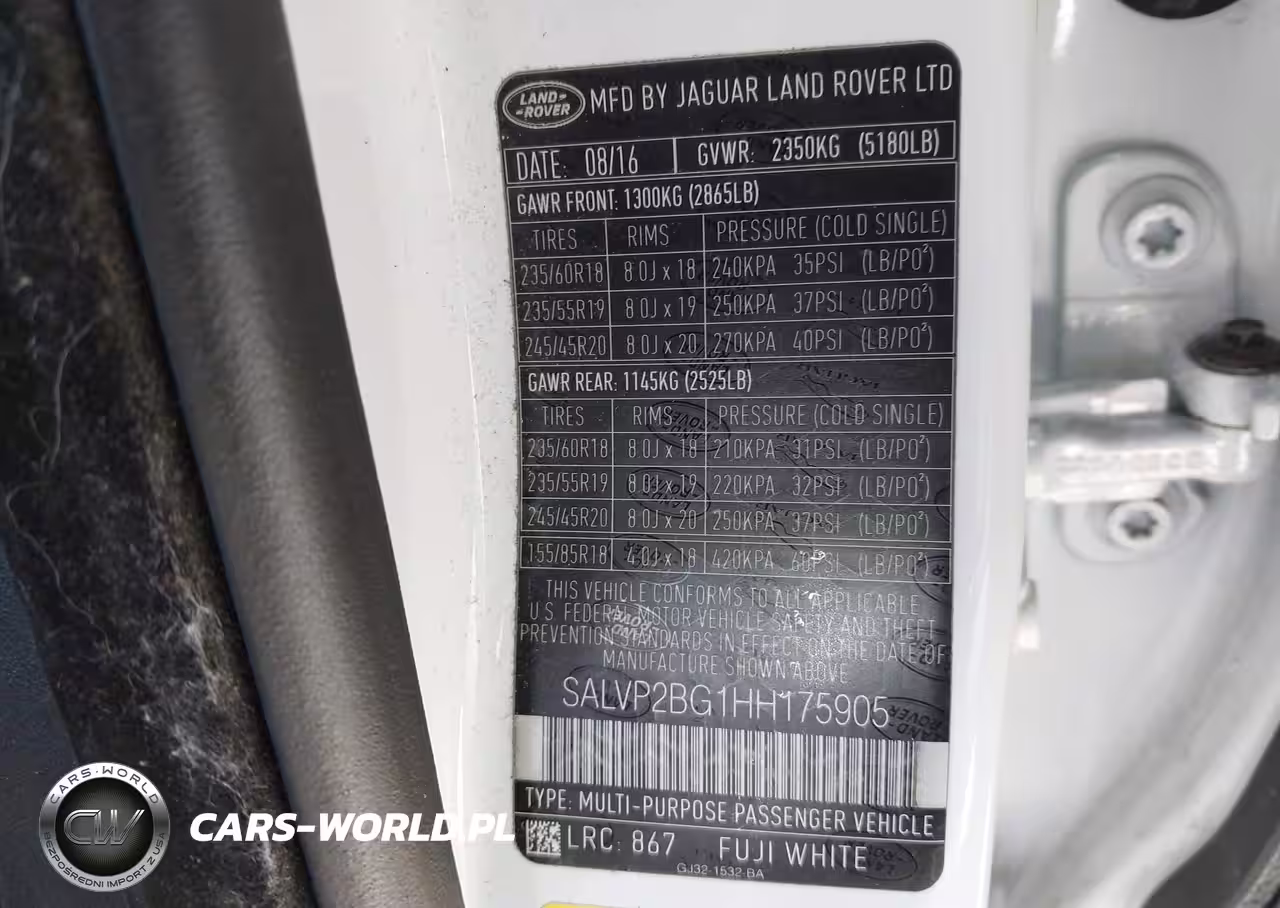 LAND-
-ROVER
MFD BY JAGUAR LAND ROVER LTD
DATE: 08/16 GVWR: 2350KG (5180LB)
GAWR FRONT: 1300KG (2865LB)
TIRES RIMS PRESSURE (COLD SINGLE)
235/60R18 8.0J x 18 240KPA 35PSI (LB/PO²)
235/55R19 8.0J x 19 250KPA 37PSI (LB/PO²)
245/45R20 8.0J x 20 270KPA 40PSI (LB/PO²)
GAWR REAR: 1145KG (2525LB)
TIRES RIMS PRESSURE (COLD SINGLE)
235/60R18 8.0J x 18 210KPA 31PSI (LB/PO²)
235/55R19 8.0J x 19 220KPA 32PSI (LB/PO²)
245/45R20 8.0J x 20 250KPA 37PSI (LB/PO²)
155/85R18 4.0J x 18 420KPA 60PSI (LB/PO²)
THIS VEHICLE CONFORMS TO ALL APPLICABLE
U.S. FEDERAL MOTOR VEHICLE SAFETY AND THEFT
PREVENTION STANDARDS IN EFFECT ON THE DATE OF
MANUFACTURE SHOWN ABOVE
SALVP2BG1HH175905
TYPE: MULTI-PURPOSE PASSENGER VEHICLE
LRC: 867 FUJI WHITE
GJ32-1532-BA
CARS-WORLD
CW
BEZPOŚREDNI IMPORT Z USA
CARS-WORLD.PL